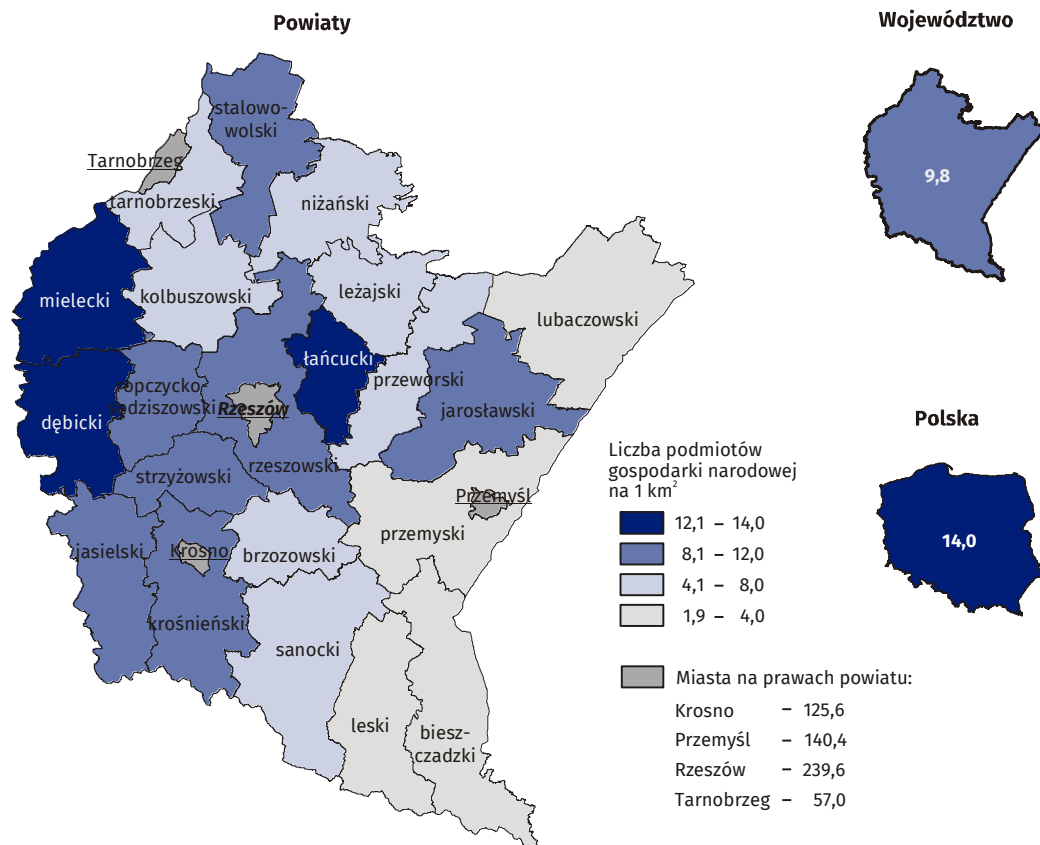 Powiaty
Województwo
stalowo-
wolski
Tarnobrzeg
tarnobrzeski
niżański
9,8
mielecki
kolbuszowski
leżajski
lubaczowski
łańcucki
przeworski
ropczycko-
sędziszowski
Rzeszów
jarosławski
dębicki
Polska
rzeszowski
strzyżowski
Liczba podmiotów
gospodarki narodowej
na 1 km²
Przemyśl
przemyski
12,1 – 14,0
14,0
jasielski
Krosno
brzozowski
8,1 – 12,0
4,1 – 8,0
1,9 – 4,0
krośnieński
sanocki
Miasta na prawach powiatu:
Krosno – 125,6
Przemyśl – 140,4
Rzeszów – 239,6
Tarnobrzeg – 57,0
leski
biesz-
czadzki